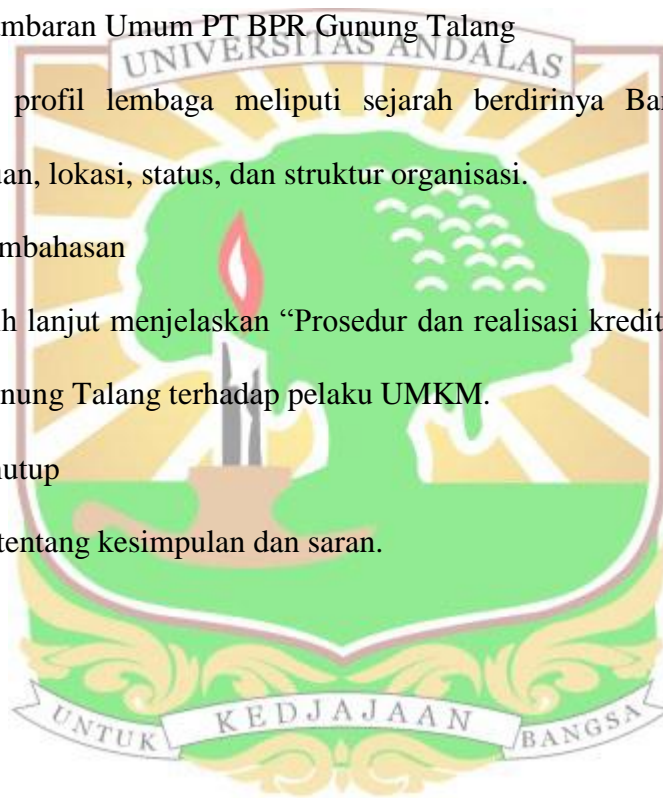 mbaran Umum PT BPR Gunung Talang
UNIVERSITAS ANDALAS
profil lembaga meliputi sejarah berdirinya Ba
an, lokasi, status, dan struktur organisasi.
mbahasan
h lanjut menjelaskan “Prosedur dan realisasi kredit
nung Talang terhadap pelaku UMKM.
nutup
tentang kesimpulan dan saran.
UNTUK KEDJAJAAN BANGSA